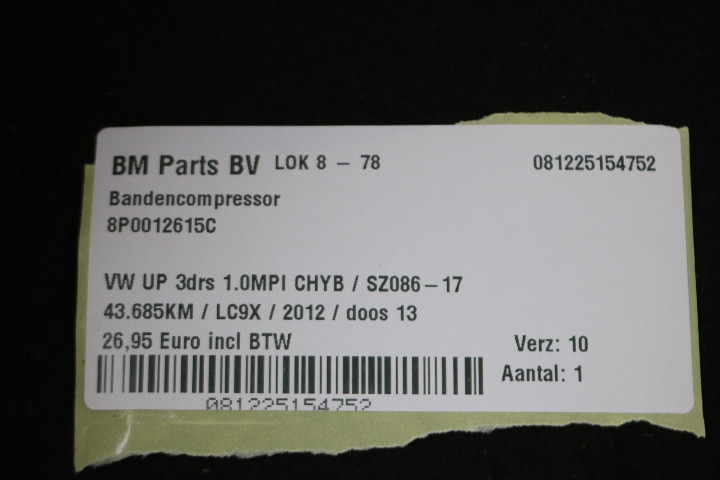 BM Parts BV LOK 8 - 78 081225154752
Bandencompressor
8P0012615C
VW UP 3drs 1.0MPI CHYB / SZ086-17
43.685KM / LC9X / 2012 / doos 13
26,95 Euro incl BTW Verz: 10
Aantal: 1
081225154752